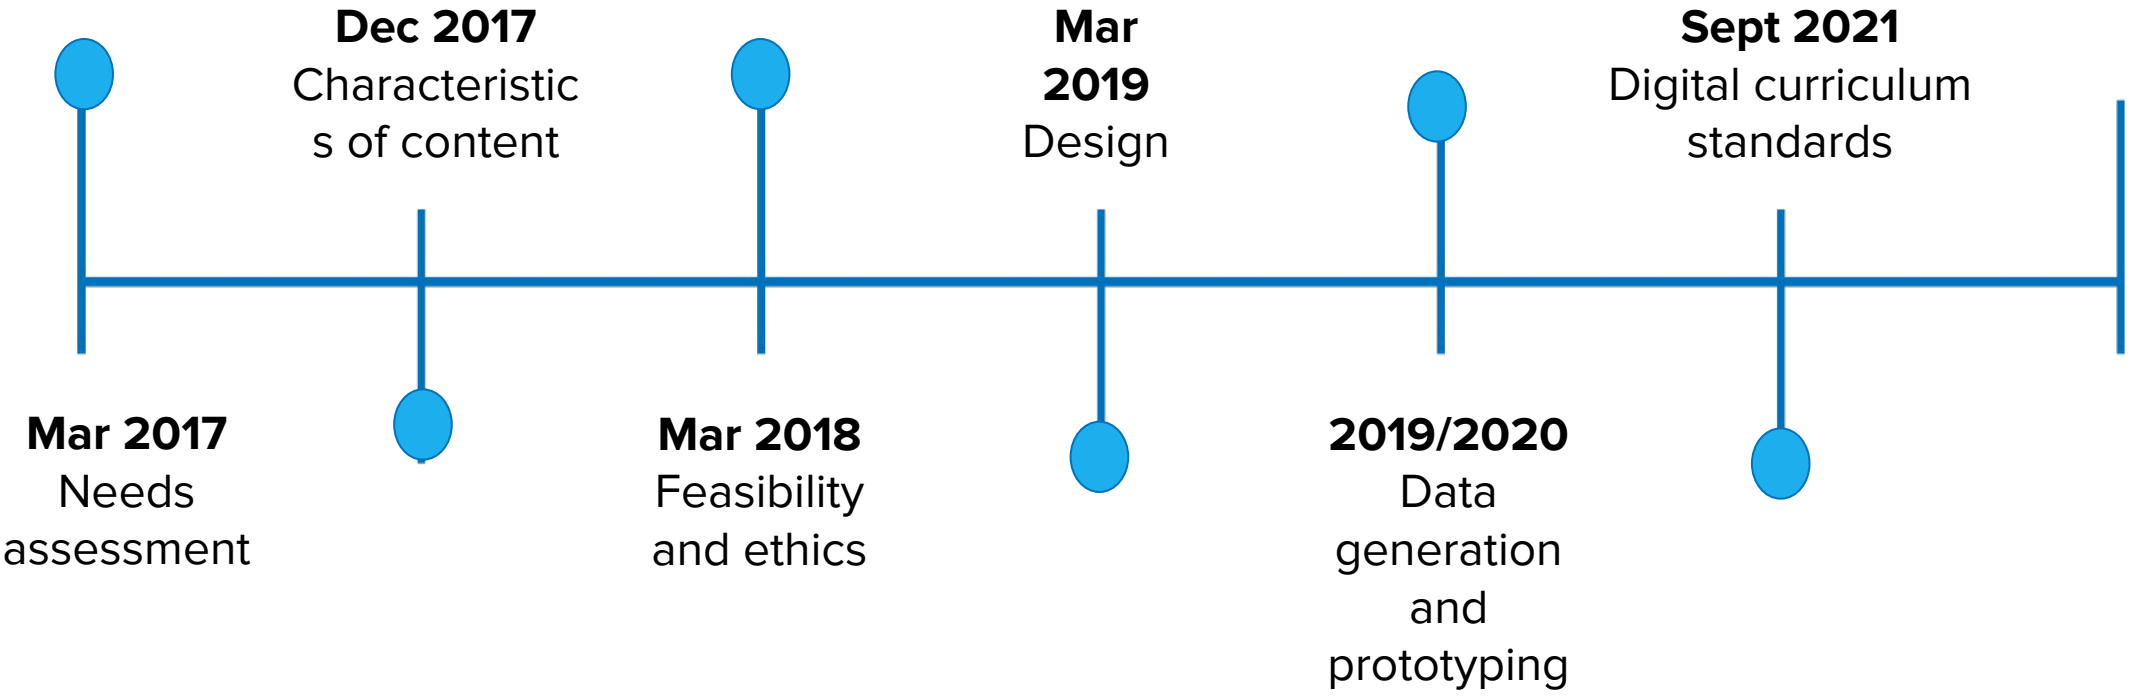 Dec 2017
Characteristic
s of content
Mar
2019
Design
Sept 2021
Digital curriculum
standards
Mar 2017
Needs
assessment
Mar 2018
Feasibility
and ethics
2019/2020
Data
generation
and
prototyping